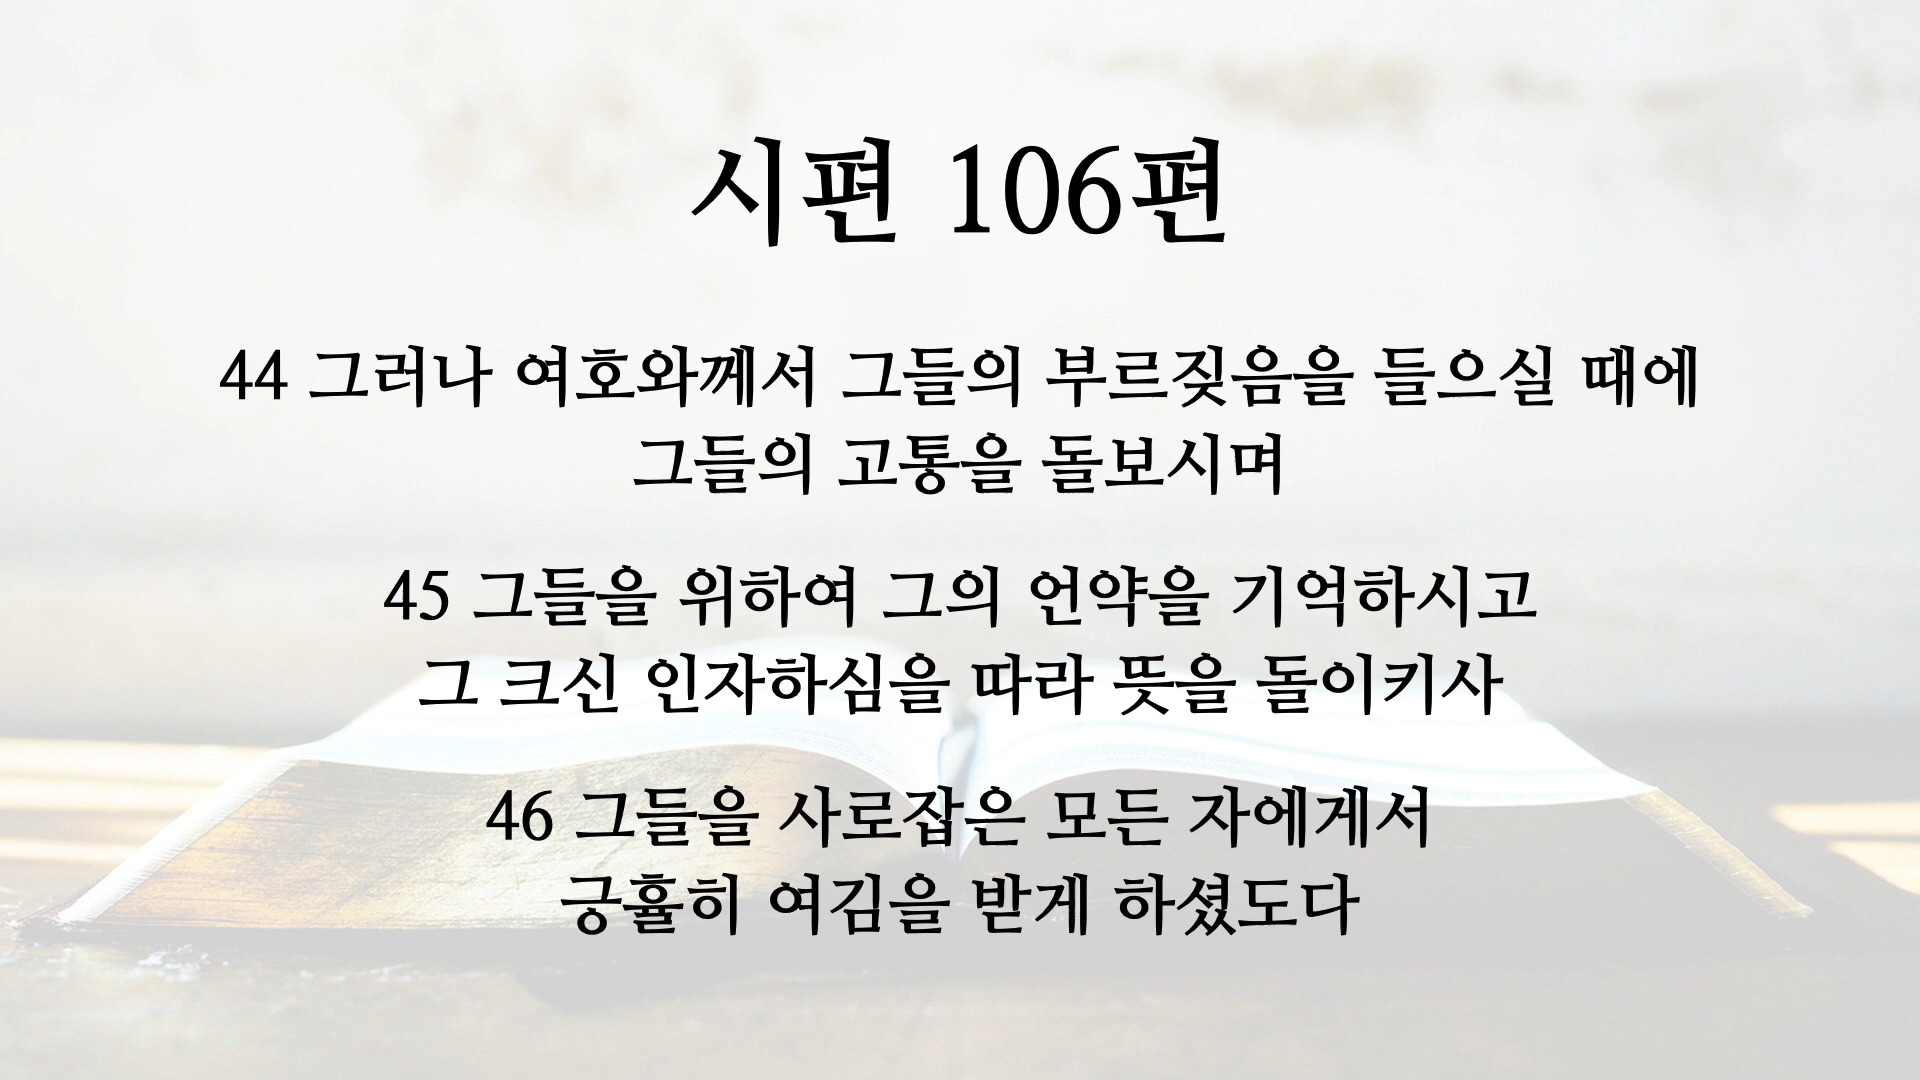 시편 106편
44 그러나 여호와께서 그들의 부르짖음을 들으실 때에
그들의 고통을 돌보시며
45 그들을 위하여 그의 언약을 기억하시고
그 크신 인자하심을 따라 뜻을 돌이키사
46 그들을 사로잡은 모든 자에게서
긍휼히 여김을 받게 하셨도다